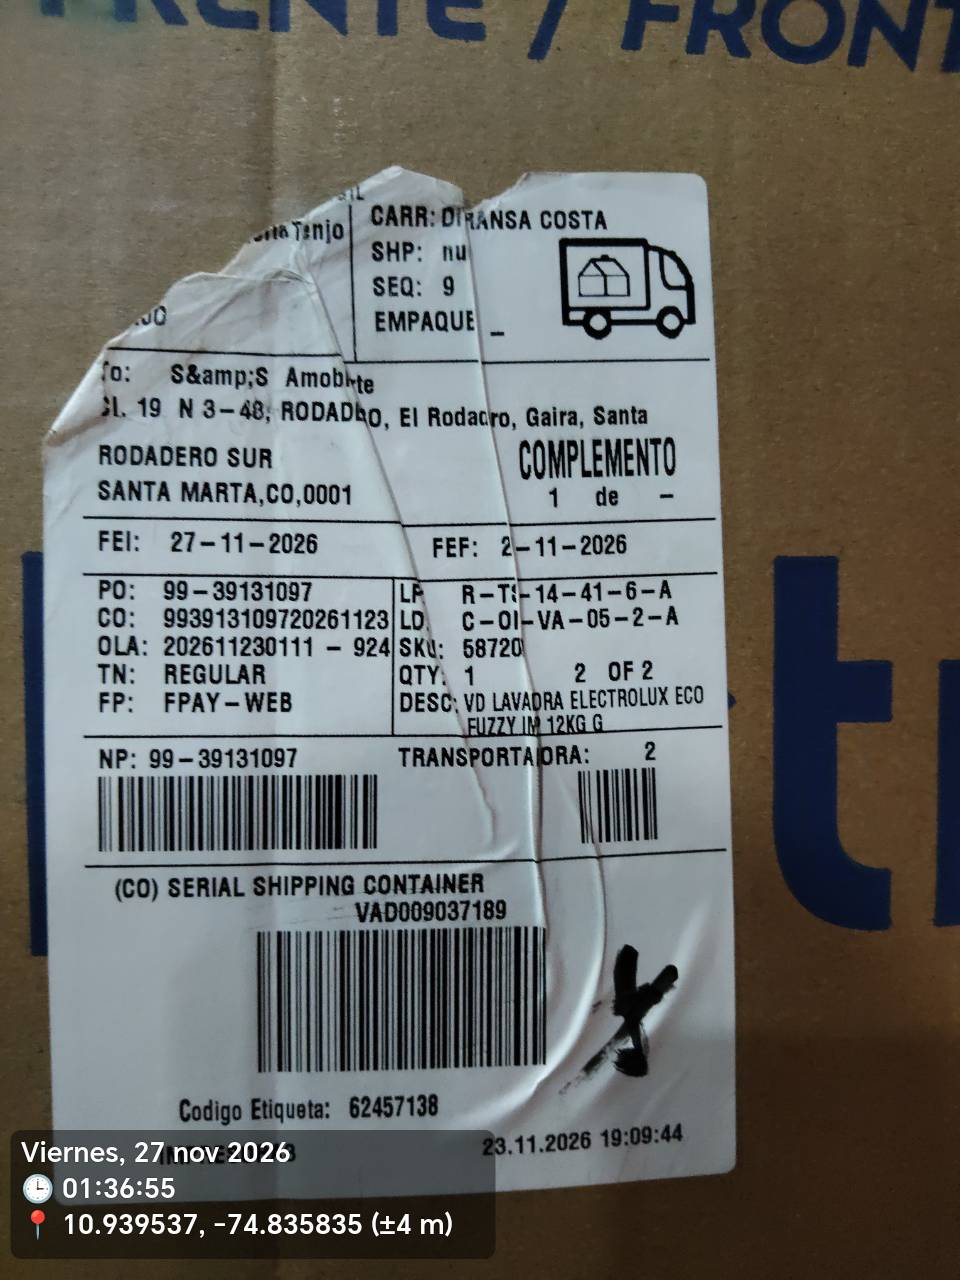 FRENTE / FRONT
Tenjo
CARR: DIRANSA COSTA
SHP: nu
SEQ: 9
EMPAQUE _
To: S&amp;S Amob
CL. 19 N 3-48, RODADERO, El Rodadero, Gaira, Santa
RODADERO SUR
SANTA MARTA,CO,0001
COMPLEMENTO
1 de -
FEI: 27-11-2026
FEF: 2-11-2026
PO: 99-39131097
CO: 993913109720261123
OLA: 202611230111 - 924
TN: REGULAR
FP: FPAY-WEB
LP R-TS-14-41-6-A
LD: C-OI-VA-05-2-A
SKU: 58720
QTY: 1 2 OF 2
DESC: VD LAVADRA ELECTROLUX ECO
FUZZY IM 12KG G
NP: 99-39131097
TRANSPORTADORA: 2
(CO) SERIAL SHIPPING CONTAINER
VAD009037189
Codigo Etiqueta: 62457138
23.11.2026 19:09:44
tr
Viernes, 27 nov 2026
01:36:55
10.939537, -74.835835 (±4 m)